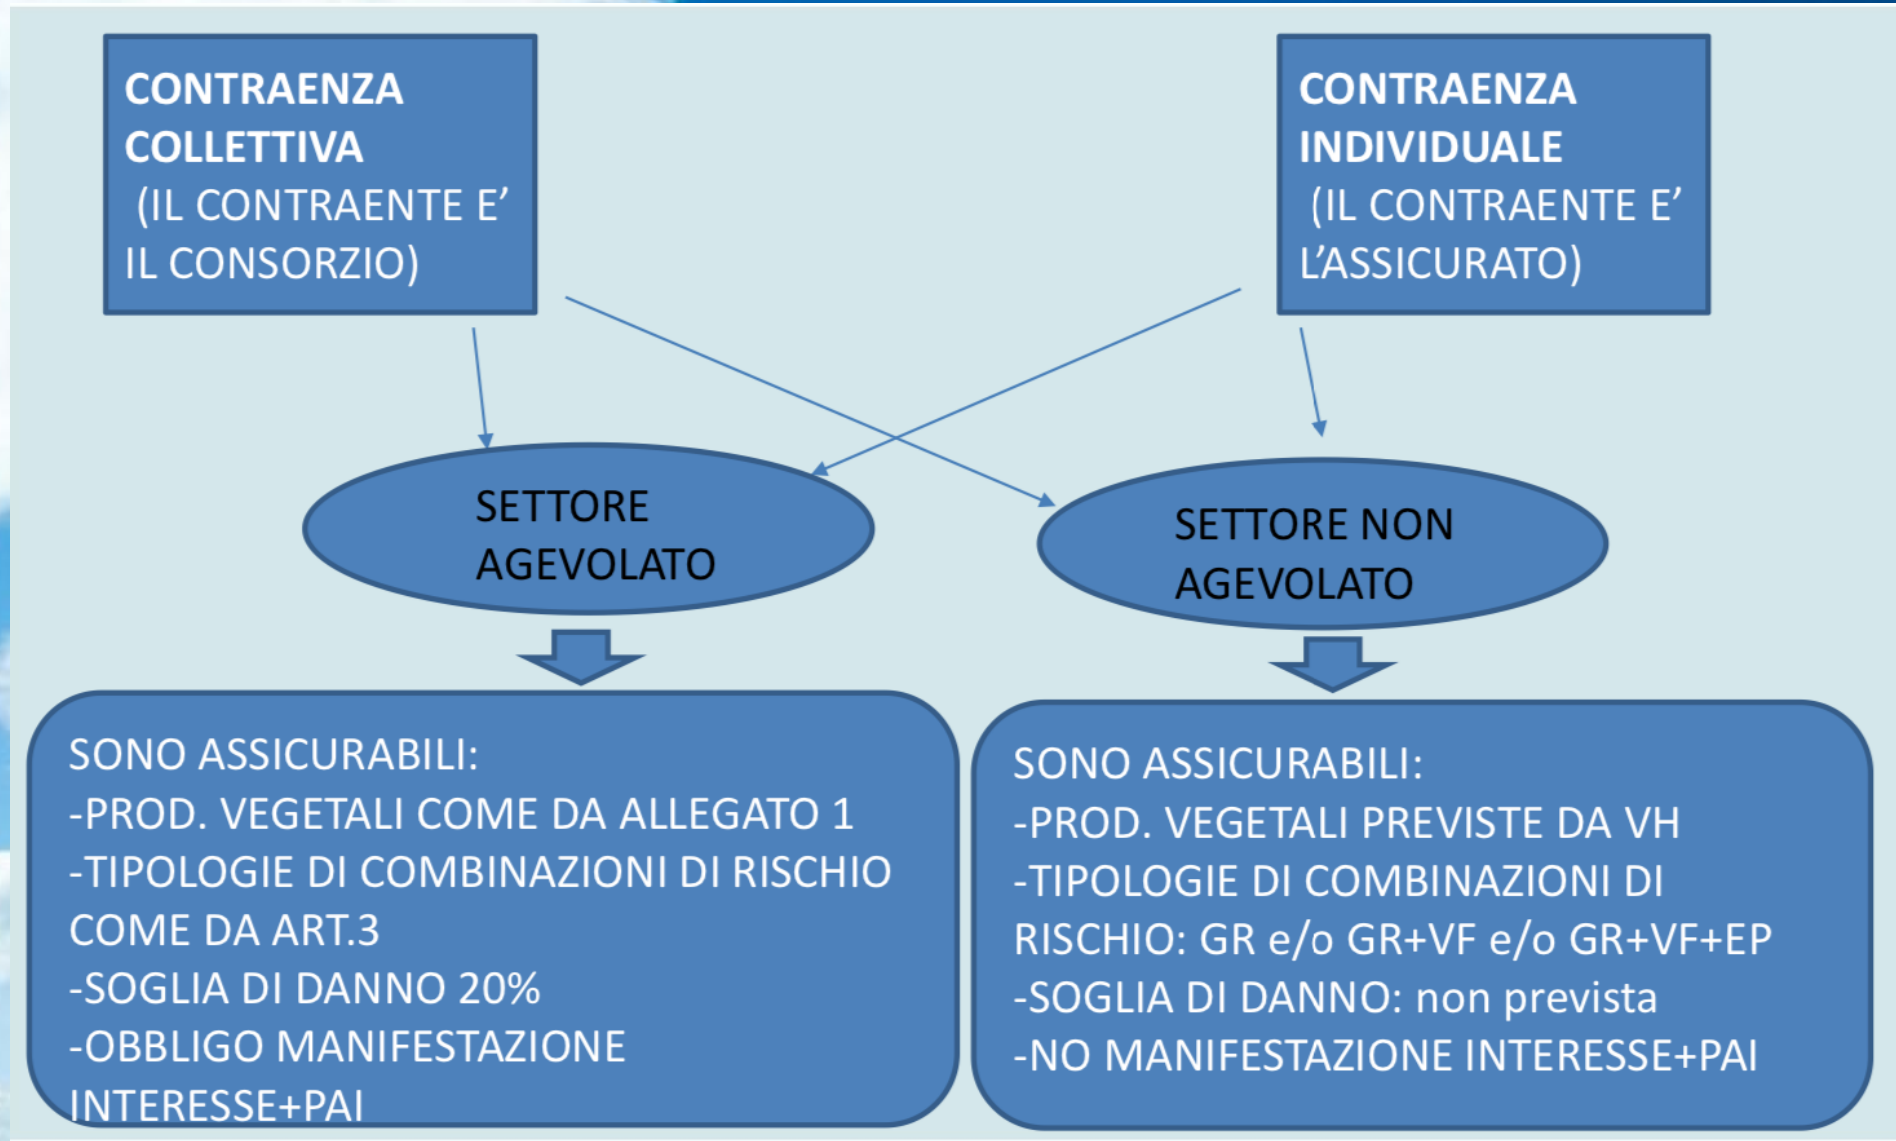 CONTRAENZA
COLLETTIVA
(IL CONTRAENTE E'
IL CONSORZIO)
CONTRAENZA
INDIVIDUALE
(IL CONTRAENTE E'
L'ASSICURATO)
SETTORE
AGEVOLATO
SETTORE NON
AGEVOLATO
SONO ASSICURABILI:
-PROD. VEGETALI COME DA ALLEGATO 1
-TIPOLOGIE DI COMBINAZIONI DI RISCHIO
COME DA ART.3
-SOGLIA DI DANNO 20%
-OBBLIGO MANIFESTAZIONE
INTERESSE+PAI
SONO ASSICURABILI:
-PROD. VEGETALI PREVISTE DA VH
-TIPOLOGIE DI COMBINAZIONI DI
RISCHIO: GR e/o GR+VF e/o GR+VF+EP
-SOGLIA DI DANNO: non prevista
-NO MANIFESTAZIONE INTERESSE+PAI